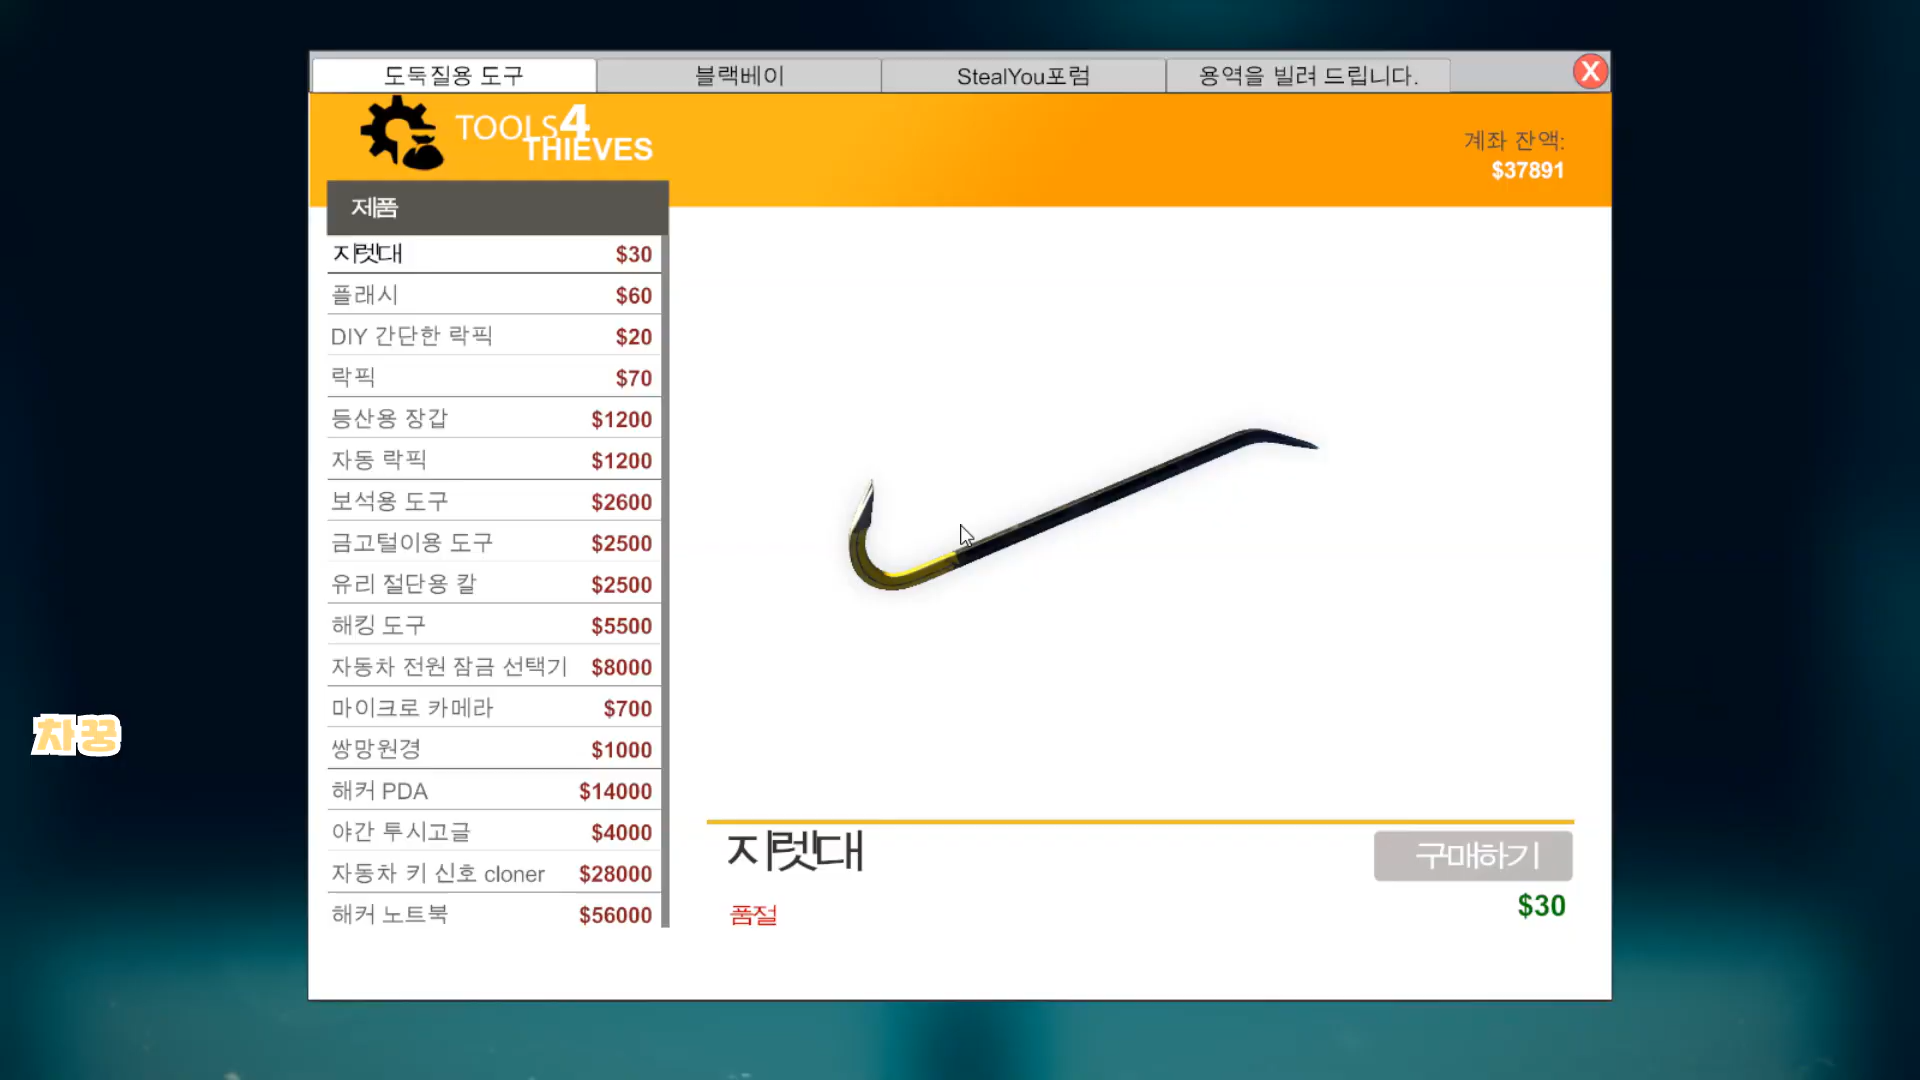 도둑질용 도구
블랙베이
StealYou포럼
용역을 빌려 드립니다.
X
TOOLS4
THIEVES
계좌 잔액:
$37891
제품
지렛대 $30
플래시 $60
DIY 간단한 락픽 $20
락픽 $70
등산용 장갑 $1200
자동 락픽 $1200
보석용 도구 $2600
금고털이용 도구 $2500
유리 절단용 칼 $2500
해킹 도구 $5500
자동차 전원 잠금 선택기 $8000
마이크로 카메라 $700
쌍망원경 $1000
해커 PDA $14000
야간 투시고글 $4000
자동차 키 신호 cloner $28000
해커 노트북 $56000
차꿍
지렛대
구매하기
품절
$30